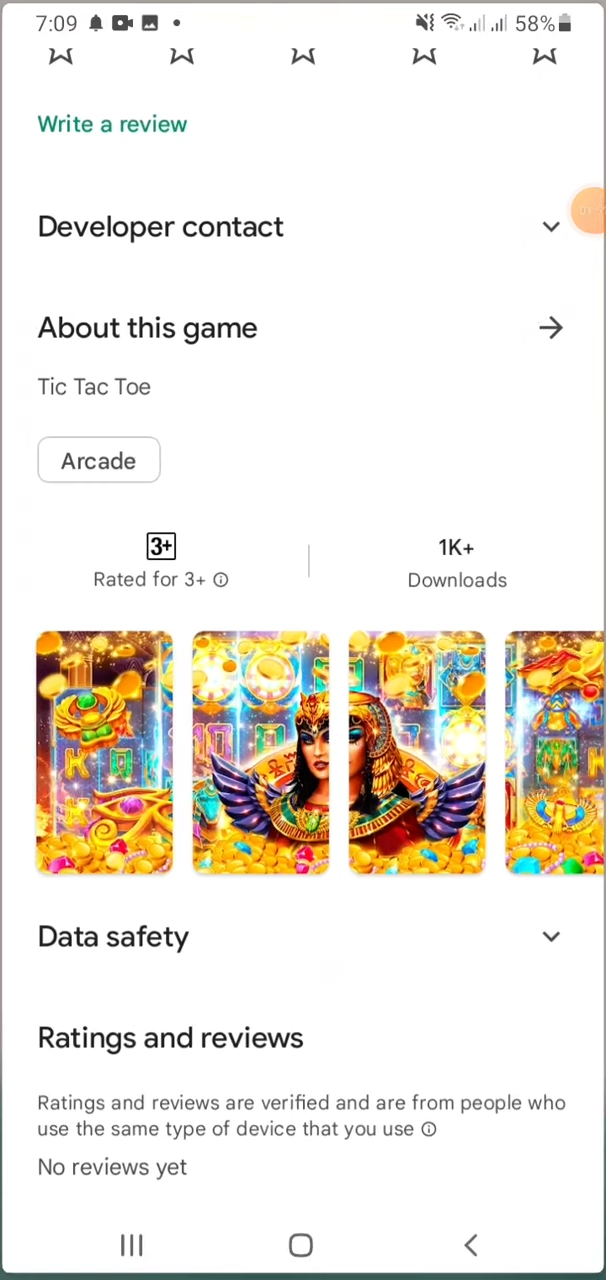 7:09
58%
Write a review
Developer contact
About this game
Tic Tac Toe
Arcade
3+
Rated for 3+
1K+
Downloads
Data safety
Ratings and reviews
Ratings and reviews are verified and are from people who
use the same type of device that you use
No reviews yet